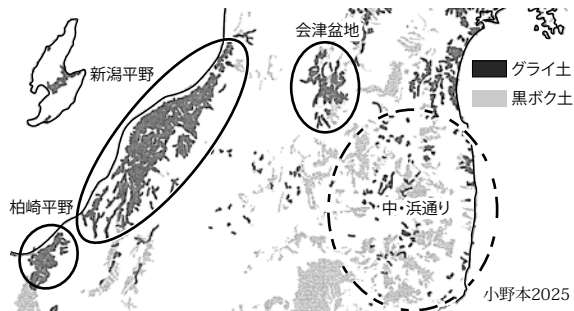 会津盆地
新潟平野
グライ土
黒ボク土
柏崎平野
中・浜通り
小野本2025